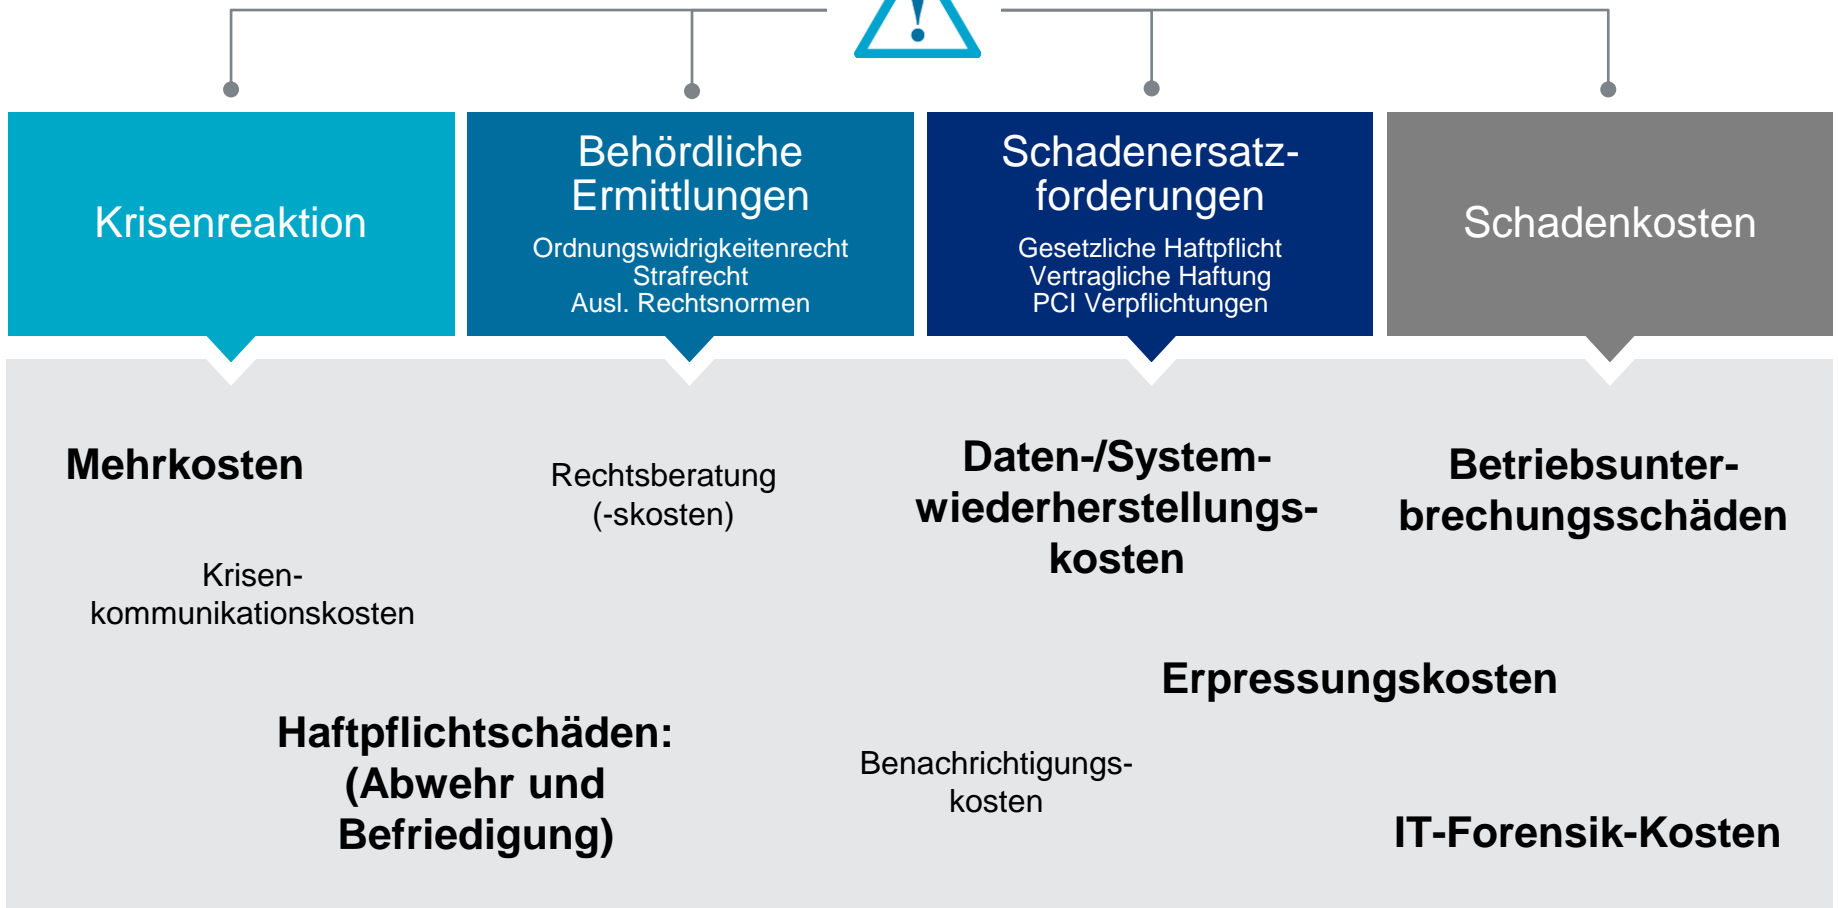 Krisenreaktion
Behördliche
Ermittlungen
Ordnungswidrigkeitenrecht
Strafrecht
Ausl. Rechtsnormen
Schadenersatz-
forderungen
Gesetzliche Haftpflicht
Vertragliche Haftung
PCI Verpflichtungen
Schadenkosten
Mehrkosten
Rechtsberatung
(-skosten)
Daten-/System-
wiederherstellungs-
kosten
Betriebsunter-
brechungsschäden
Krisen-
kommunikationskosten
Erpressungskosten
Haftpflichtschäden:
(Abwehr und
Befriedigung)
Benachrichtigungs-
kosten
IT-Forensik-Kosten